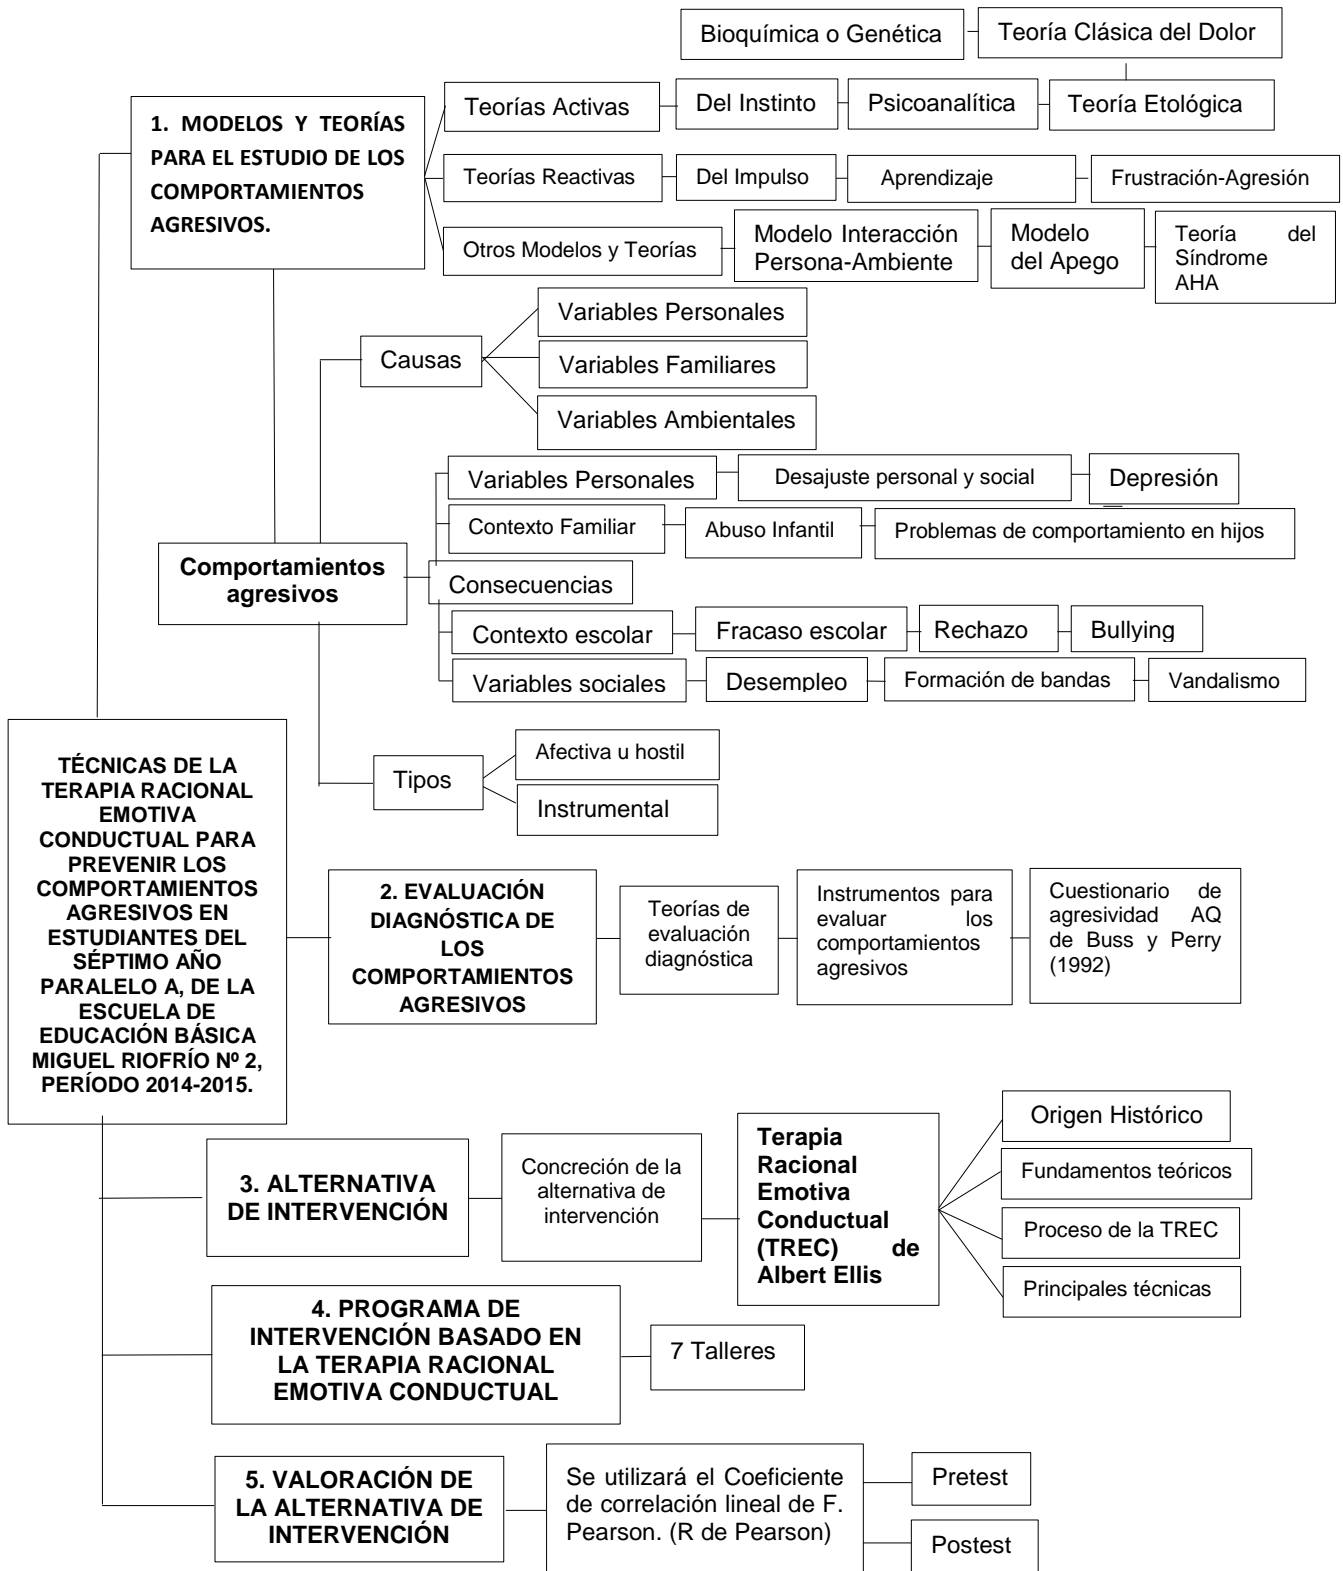 Bioquímica o Genética
Teoría Clásica del Dolor
1. MODELOS Y TEORÍAS
PARA EL ESTUDIO DE LOS
COMPORTAMIENTOS
AGRESIVOS.
Teorías Activas
Del Instinto
Psicoanalítica
Teoría Etológica
Teorías Reactivas
Del Impulso
Aprendizaje
Frustración-Agresión
Otros Modelos y Teorías
Modelo Interacción
Persona-Ambiente
Modelo
del Apego
Teoría del
Síndrome
AHA
Causas
Variables Personales
Variables Familiares
Variables Ambientales
Comportamientos
agresivos
Variables Personales
Desajuste personal y social
Depresión
Contexto Familiar
Abuso Infantil
Problemas de comportamiento en hijos
Consecuencias
Contexto escolar
Fracaso escolar
Rechazo
Bullying
Variables sociales
Desempleo
Formación de bandas
Vandalismo
Tipos
Afectiva u hostil
Instrumental
TÉCNICAS DE LA
TERAPIA RACIONAL
EMOTIVA
CONDUCTUAL PARA
PREVENIR LOS
COMPORTAMIENTOS
AGRESIVOS EN
ESTUDIANTES DEL
SÉPTIMO AÑO
PARALELO A, DE LA
ESCUELA DE
EDUCACIÓN BÁSICA
MIGUEL RIOFRÍO Nº 2,
PERÍODO 2014-2015.
2. EVALUACIÓN
DIAGNÓSTICA DE
LOS
COMPORTAMIENTOS
AGRESIVOS
Teorías de
evaluación
diagnóstica
Instrumentos para
evaluar los
comportamientos
agresivos
Cuestionario de
agresividad AQ
de Buss y Perry
(1992)
3. ALTERNATIVA
DE INTERVENCIÓN
Concreción de la
alternativa de
intervención
Terapia
Racional
Emotiva
Conductual
(TREC) de
Albert Ellis
Origen Histórico
Fundamentos teóricos
Proceso de la TREC
Principales técnicas
4. PROGRAMA DE
INTERVENCIÓN BASADO EN
LA TERAPIA RACIONAL
EMOTIVA CONDUCTUAL
7 Talleres
5. VALORACIÓN DE
LA ALTERNATIVA DE
INTERVENCIÓN
Se utilizará el Coeficiente
de correlación lineal de F.
Pearson. (R de Pearson)
Pretest
Postest